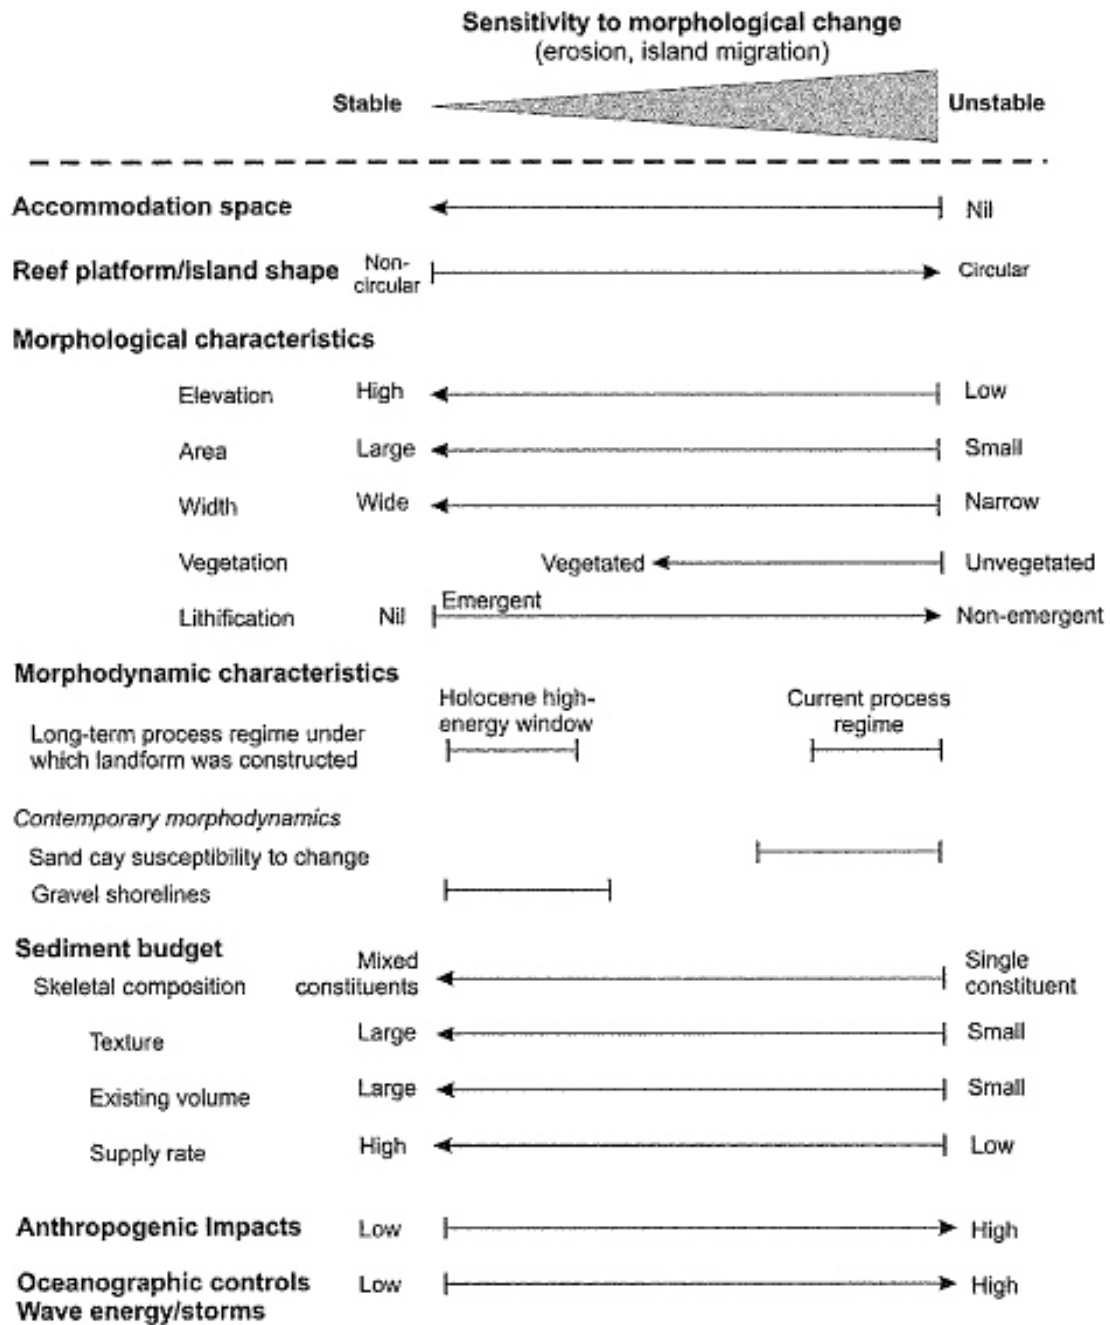 Sensitivity to morphological change
(erosion, island migration)
Stable
Unstable
Accommodation space
Nil
Reef platform/island shape
Non-
circular
Circular
Morphological characteristics
Elevation
High
Low
Area
Large
Small
Width
Wide
Narrow
Vegetation
Vegetated
Unvegetated
Lithification
Nil
Emergent
Non-emergent
Morphodynamic characteristics
Long-term process regime under
which landform was constructed
Holocene high-
energy window
Current process
regime
Contemporary morphodynamics
Sand cay susceptibility to change
Gravel shorelines
Sediment budget
Skeletal composition
Mixed
constituents
Single
constituent
Texture
Large
Small
Existing volume
Large
Small
Supply rate
High
Low
Anthropogenic Impacts
Low
High
Oceanographic controls
Wave energy/storms
Low
High